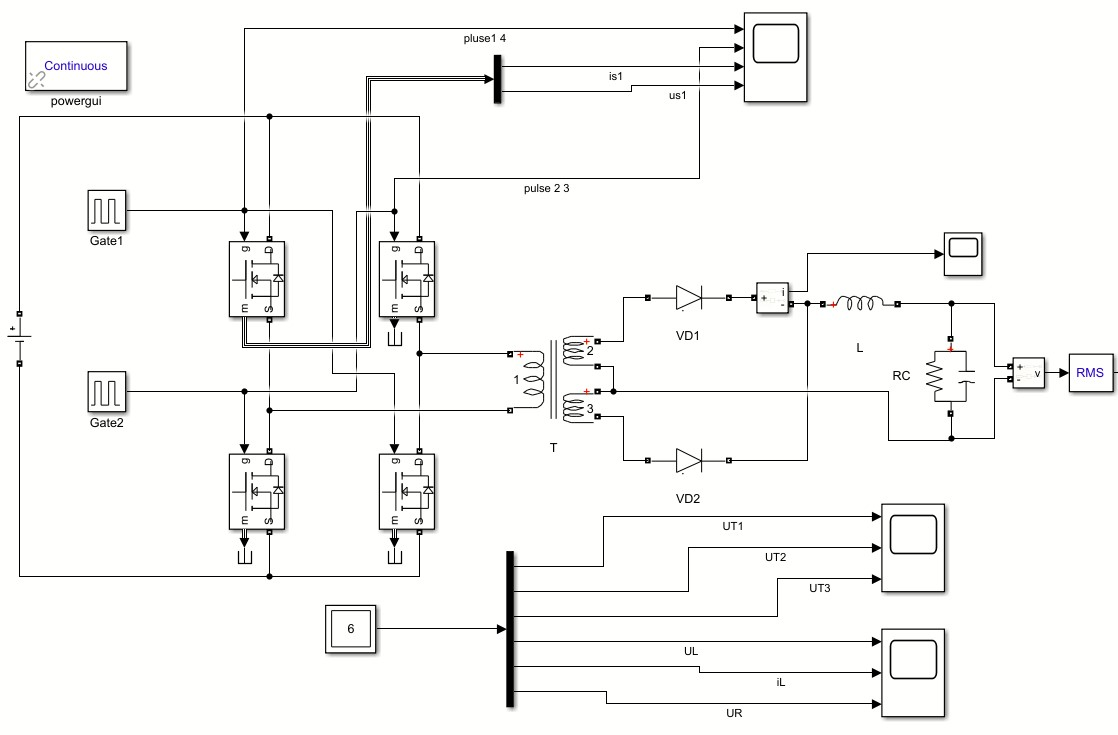 pluse1 4
Continuous
powergui
is1
us1
pulse 2 3
Gate1
g D
m S
g D
m S
+
i
+ -
VD1
+
L
+
1
2
+
+
3
T
RC
+
+
-
v
RMS
Gate2
g D
m S
g D
m S
VD2
UT1
UT2
UT3
6
UL
iL
UR